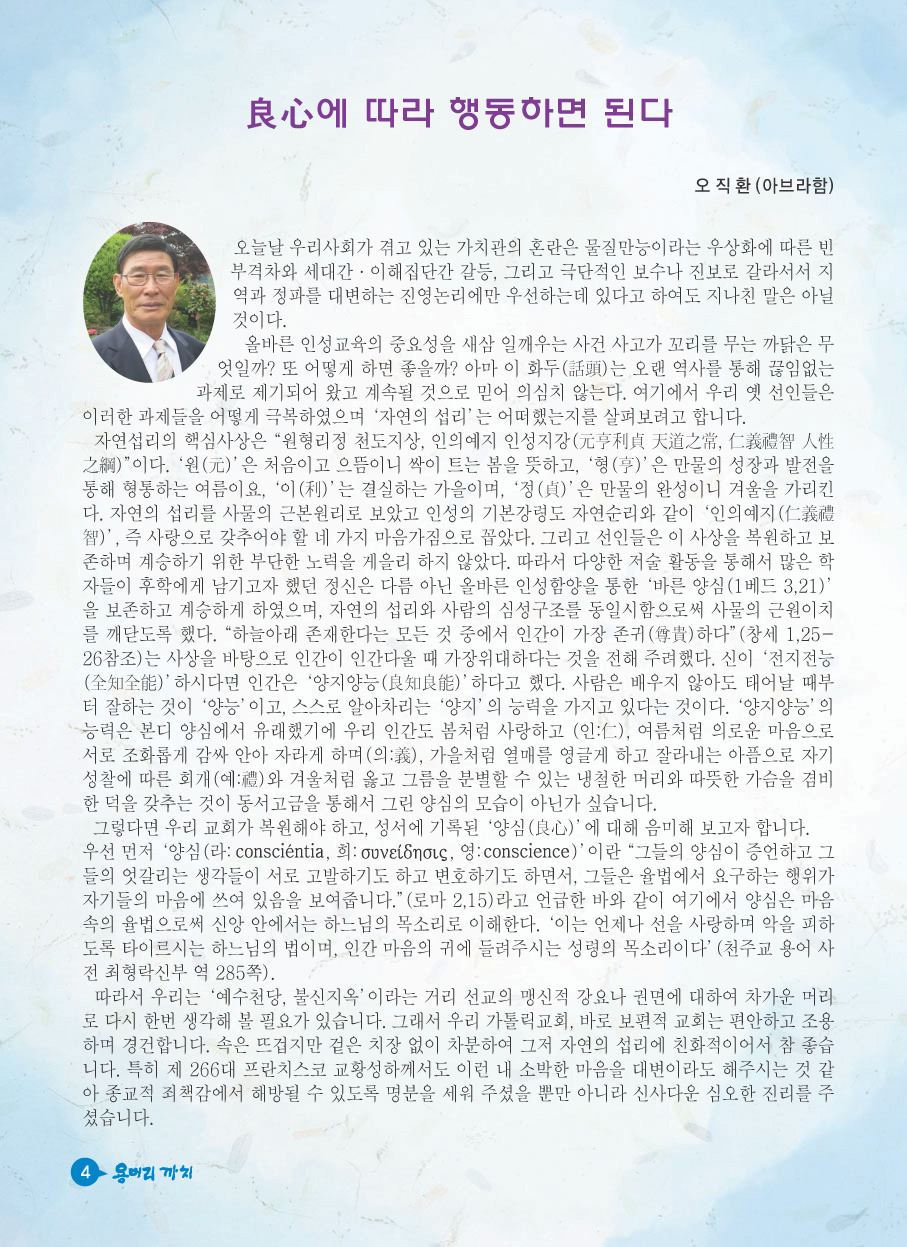 良心에 따라 행동하면 된다
오 직 환 (아브라함)
오늘날 우리사회가 겪고 있는 가치관의 혼란은 물질만능이라는 우상화에 따른 빈
부격차와 세대간 · 이해집단간 갈등, 그리고 극단적인 보수나 진보로 갈라서서 지
역과 정파를 대변하는 진영논리에만 우선하는데 있다고 하여도 지나친 말은 아닐
것이다.
올바른 인성교육의 중요성을 새삼 일깨우는 사건 사고가 꼬리를 무는 까닭은 무
엇일까? 또 어떻게 하면 좋을까? 아마 이 화두(話頭)는 오랜 역사를 통해 끊임없는
과제로 제기되어 왔고 계속될 것으로 믿어 의심치 않는다. 여기에서 우리 옛 선인들은
이러한 과제들을 어떻게 극복하였으며 ‘자연의 섭리’는 어떠했는지를 살펴보려고 합니다.
자연섭리의 핵심사상은 “원형리정 천도지상, 인의예지 인성지강(元亨利貞 天道之常, 仁義禮智 人性
之綱)”이다. ‘원(元)’은 처음이고 으뜸이니 싹이 트는 봄을 뜻하고, ‘형(亨)’은 만물의 성장과 발전을
통해 형통하는 여름이요, ‘이(利)’는 결실하는 가을이며, ‘정(貞)’은 만물의 완성이니 겨울을 가리킨
다. 자연의 섭리를 사물의 근본원리로 보았고 인성의 기본강령도 자연순리와 같이 ‘인의예지(仁義禮
智)’, 즉 사랑으로 갖추어야 할 네 가지 마음가짐으로 꼽았다. 그리고 선인들은 이 사상을 복원하고 보
존하며 계승하기 위한 부단한 노력을 게을리 하지 않았다. 따라서 다양한 저술 활동을 통해서 많은 학
자들이 후학에게 남기고자 했던 정신은 다름 아닌 올바른 인성함양을 통한 ‘바른 양심(1베드 3,21)’
을 보존하고 계승하게 하였으며, 자연의 섭리와 사람의 심성구조를 동일시함으로써 사물의 근원이치
를 깨닫도록 했다. “하늘아래 존재한다는 모든 것 중에서 인간이 가장 존귀(尊貴)하다”(창세 1,25-
26참조)는 사상을 바탕으로 인간이 인간다울 때 가장위대하다는 것을 전해 주려했다. 신이 ‘전지전능
(全知全能)’하시다면 인간은 ‘양지양능(良知良能)’하다고 했다. 사람은 배우지 않아도 태어날 때부
터 잘하는 것이 ‘양능’이고, 스스로 알아차리는 ‘양지’의 능력을 가지고 있다는 것이다. ‘양지양능’의
능력은 본디 양심에서 유래했기에 우리 인간도 봄처럼 사랑하고 (인:仁), 여름처럼 의로운 마음으로
서로 조화롭게 감싸 안아 자라게 하며(의:義), 가을처럼 열매를 영글게 하고 잘라내는 아픔으로 자기
성찰에 따른 회개(예:禮)와 겨울처럼 옳고 그름을 분별할 수 있는 냉철한 머리와 따뜻한 가슴을 겸비
한 덕을 갖추는 것이 동서고금을 통해서 그린 양심의 모습이 아닌가 싶습니다.
그렇다면 우리 교회가 복원해야 하고, 성서에 기록된 ‘양심(良心)’에 대해 음미해 보고자 합니다.
우선 먼저 ‘양심(라: consciéntia, 희: συνείδησις, 영:conscience)’이란 “그들의 양심이 증언하고 그
들의 엇갈리는 생각들이 서로 고발하기도 하고 변호하기도 하면서, 그들은 율법에서 요구하는 행위가
자기들의 마음에 쓰여 있음을 보여줍니다.”(로마 2,15)라고 언급한 바와 같이 여기에서 양심은 마음
속의 율법으로써 신앙 안에서는 하느님의 목소리로 이해한다. ‘이는 언제나 선을 사랑하며 악을 피하
도록 타이르시는 하느님의 법이며, 인간 마음의 귀에 들려주시는 성령의 목소리이다’(천주교 용어 사
전 최형락신부 역 285쪽).
따라서 우리는 ‘예수천당, 불신지옥’이라는 거리 선교의 맹신적 강요나 권면에 대하여 차가운 머리
로 다시 한번 생각해 볼 필요가 있습니다. 그래서 우리 가톨릭교회, 바로 보편적 교회는 편안하고 조용
하며 경건합니다. 속은 뜨겁지만 겉은 치장 없이 차분하여 그저 자연의 섭리에 친화적이어서 참 좋습
니다. 특히 제 266대 프란치스코 교황성하께서도 이런 내 소박한 마음을 대변이라도 해주시는 것 같
아 종교적 죄책감에서 해방될 수 있도록 명분을 세워 주셨을 뿐만 아니라 신사다운 심오한 진리를 주
셨습니다.
4 용머리 까치